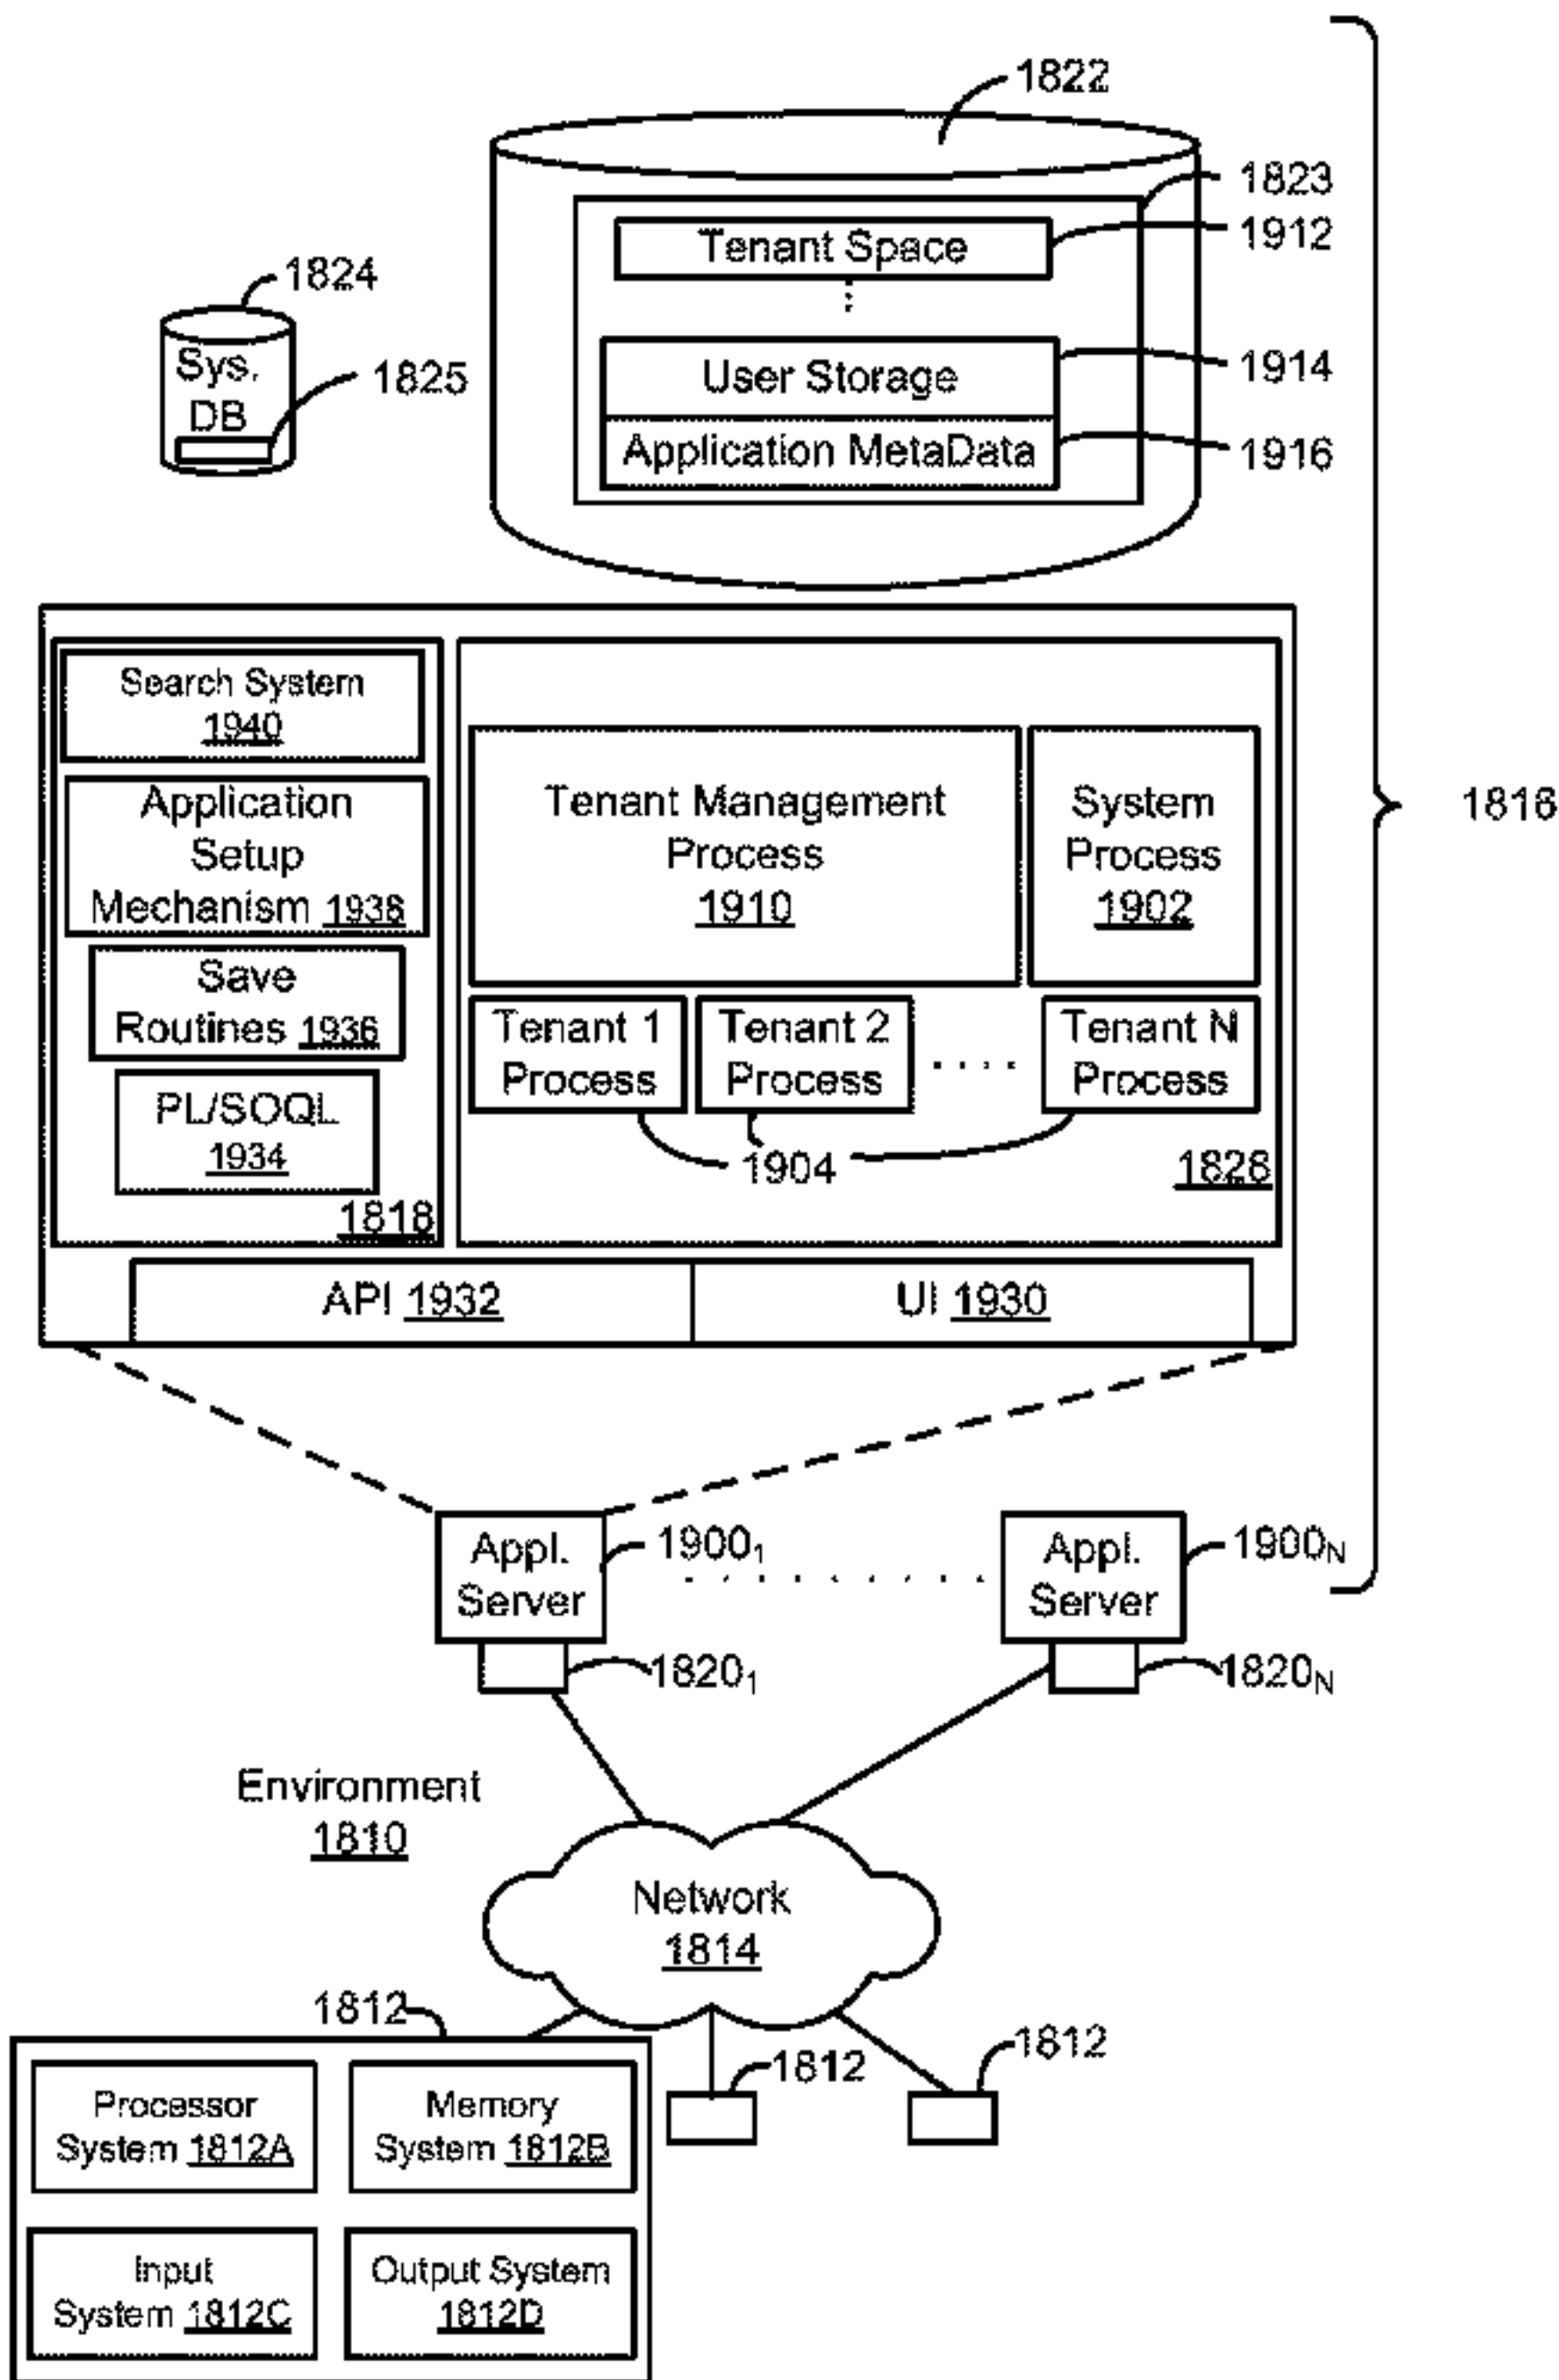 1822
1823
Tenant Space
1912
1824
Sys.
DB
1825
User Storage
1914
Application MetaData
1916
Search System
1940
Application
Setup
Mechanism 1938
Save
Routines 1936
PL/SOQL
1934
1818
Tenant Management
Process
1910
System
Process
1902
Tenant 1
Process
Tenant 2
Process
. . . .
Tenant N
Process
1904
1828
1816
API 1932
UI 1930
Appl.
Server
1900₁
Appl.
Server
1900N
1820₁
1820N
Environment
1810
Network
1814
1812
1812
1812
Processor
System 1812A
Memory
System 1812B
Input
System 1812C
Output System
1812D